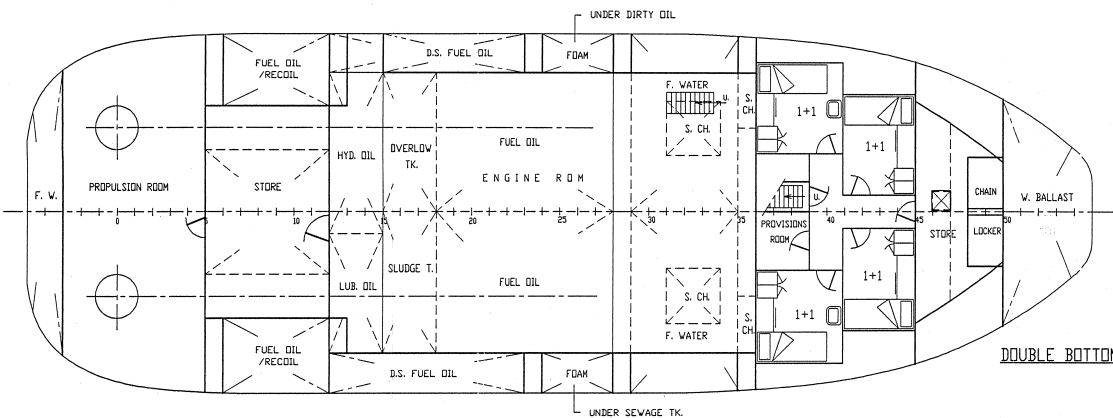 UNDER DIRTY OIL
FUEL OIL
/RECOIL
D.S. FUEL OIL
FOAM
F. WATER
U.
S.
CH.
1+1
S. CH.
HYD. OIL
OVERLOW
TK.
FUEL OIL
1+1
ENGINE ROM
F. W.
PROPULSION ROOM
STORE
CHAIN
W. BALLAST
U.
0
5
10
15
20
25
30
35
40
45
50
PROVISIONS
ROOM
STORE
LOCKER
SLUDGE T.
LUB. OIL
FUEL OIL
1+1
S. CH.
S.
CH.
1+1
F. WATER
FUEL OIL
/RECOIL
D.S. FUEL OIL
FOAM
DOUBLE BOTTOM
UNDER SEWAGE TK.